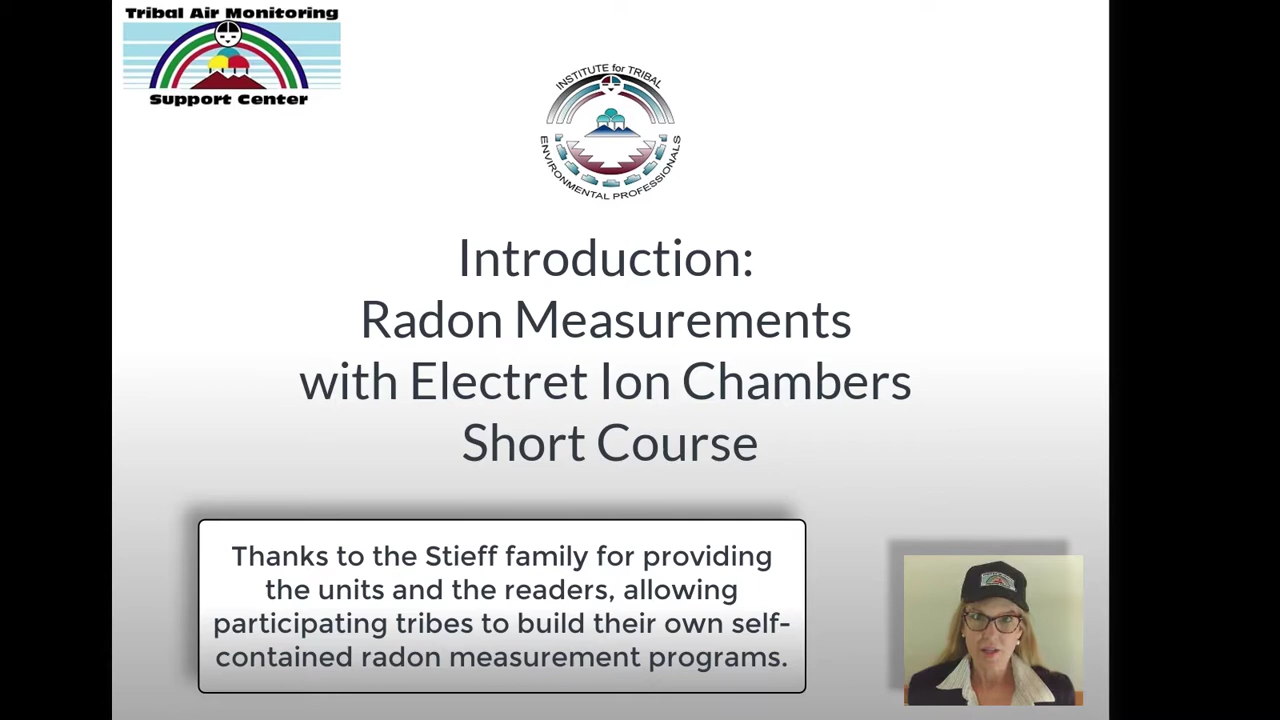 Tribal Air Monitoring
Support Center
INSTITUTE for TRIBAL
ENVIRONMENTAL PROFESSIONALS
Introduction:
Radon Measurements
with Electret Ion Chambers
Short Course
Thanks to the Stieff family for providing
the units and the readers, allowing
participating tribes to build their own self-
contained radon measurement programs.